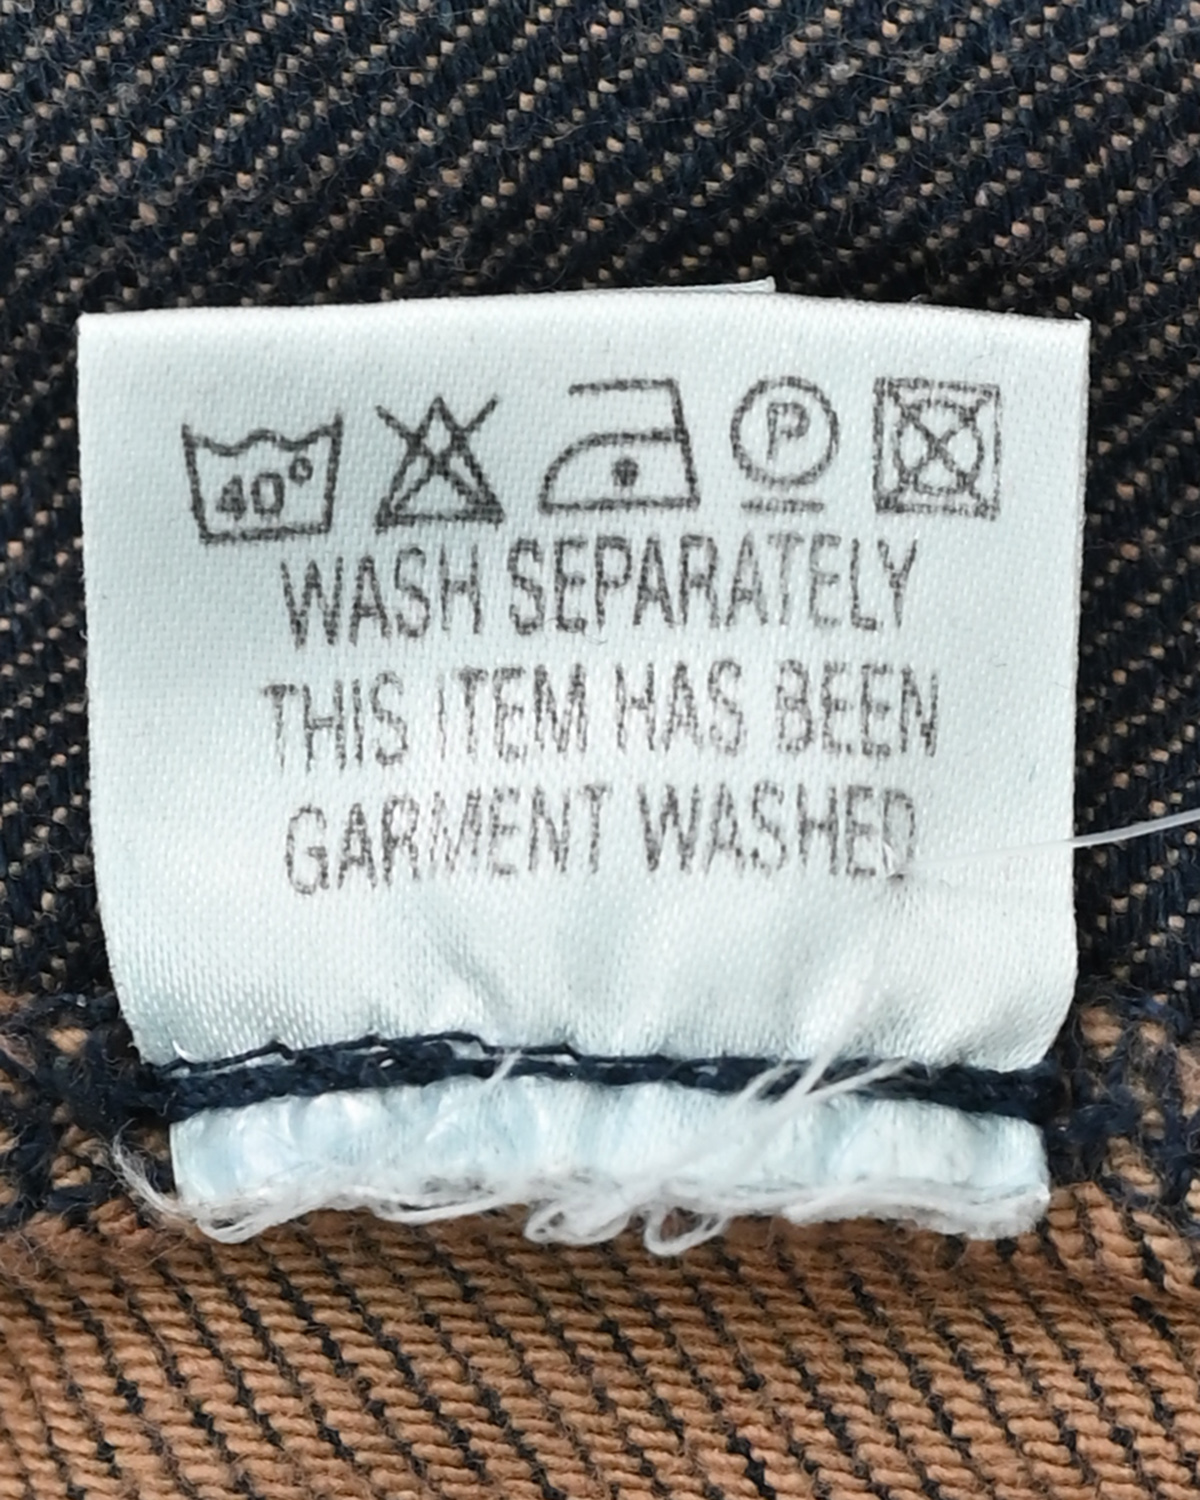 40° P
WASH SEPARATELY
THIS ITEM HAS BEEN
GARMENT WASHED